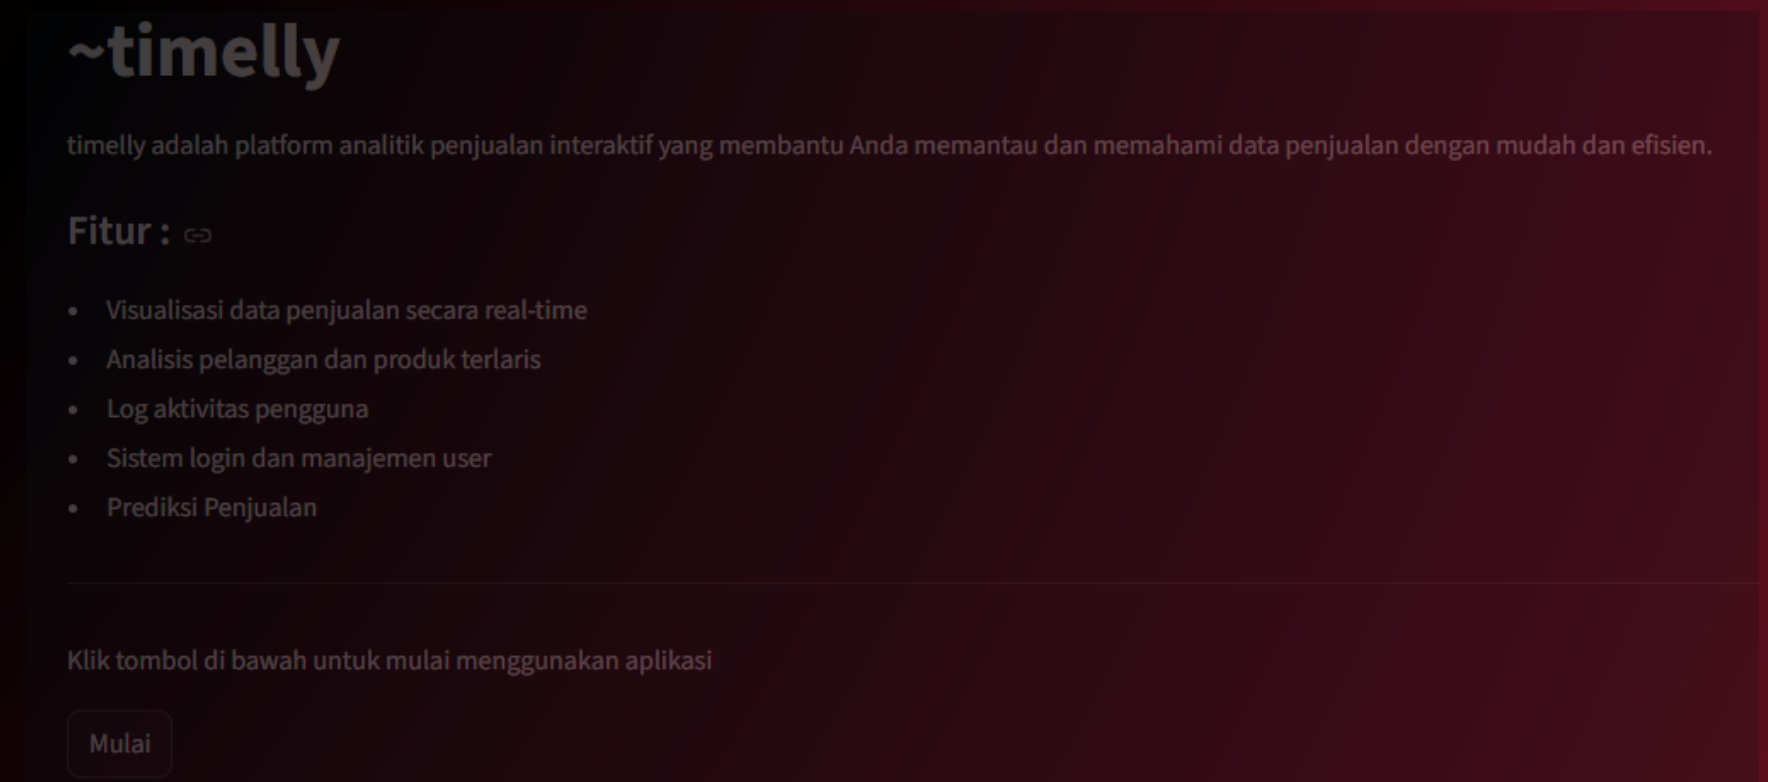 ~timelly
timelly adalah platform analitik penjualan interaktif yang membantu Anda memantau dan memahami data penjualan dengan mudah dan efisien.
Fitur :
• Visualisasi data penjualan secara real-time
• Analisis pelanggan dan produk terlaris
• Log aktivitas pengguna
• Sistem login dan manajemen user
• Prediksi Penjualan
Klik tombol di bawah untuk mulai menggunakan aplikasi
Mulai